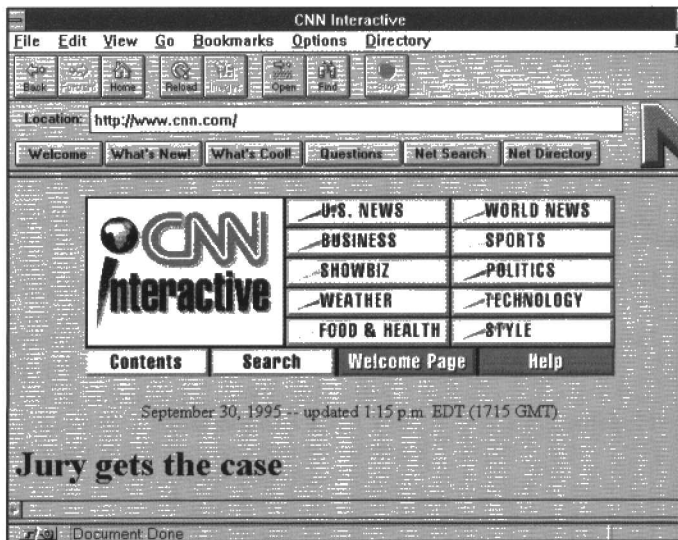 CNN Interactive
File Edit View Go Bookmarks Options Directory
Back Forward Home Reload Images Open Find Stop
Location: http://www.cnn.com/
Welcome What's New! What's Cool! Questions Net Search Net Directory
N
CNN interactive
U.S. NEWS WORLD NEWS
BUSINESS SPORTS
SHOWBIZ POLITICS
WEATHER TECHNOLOGY
FOOD & HEALTH STYLE
Contents Search Welcome Page Help
September 30, 1995 -- updated 1:15 p.m. EDT (1715 GMT)
Jury gets the case
Document Done